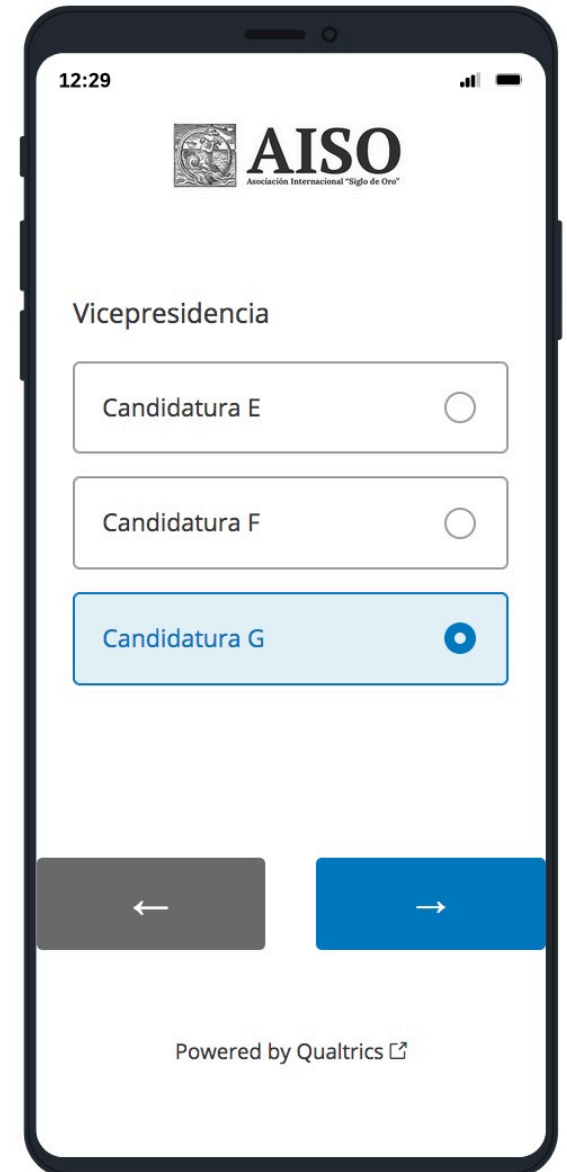 12:29
AISO
Asociación Internacional "Siglo de Oro"
Vicepresidencia
Candidatura E
Candidatura F
Candidatura G
← →
Powered by Qualtrics